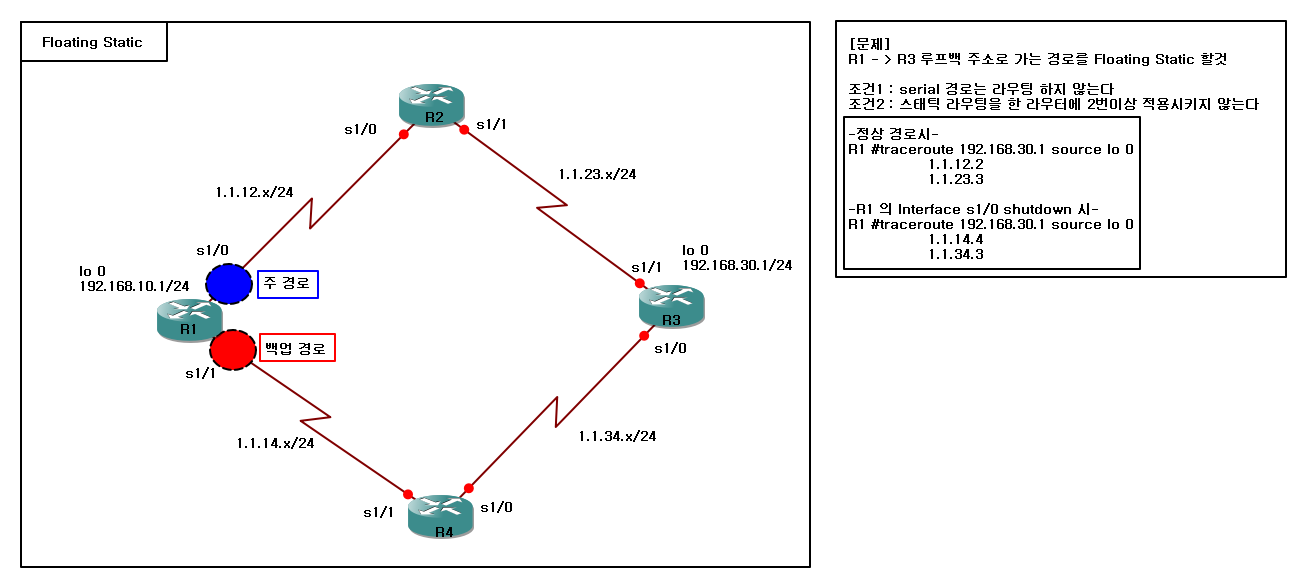 Floating Static
R2
s1/0
s1/1
1.1.12.x/24
1.1.23.x/24
s1/0
lo 0
192.168.10.1/24
주 경로
R1
백업 경로
s1/1
lo 0
192.168.30.1/24
s1/1
R3
s1/0
1.1.14.x/24
1.1.34.x/24
s1/1
s1/0
R4
[문제]
R1 - > R3 루프백 주소로 가는 경로를 Floating Static 할것
조건1 : serial 경로는 라우팅 하지 않는다
조건2 : 스태틱 라우팅을 한 라우터에 2번이상 적용시키지 않는다
-정상 경로시-
R1 #traceroute 192.168.30.1 source lo 0
1.1.12.2
1.1.23.3
-R1 의 Interface s1/0 shutdown 시-
R1 #traceroute 192.168.30.1 source lo 0
1.1.14.4
1.1.34.3